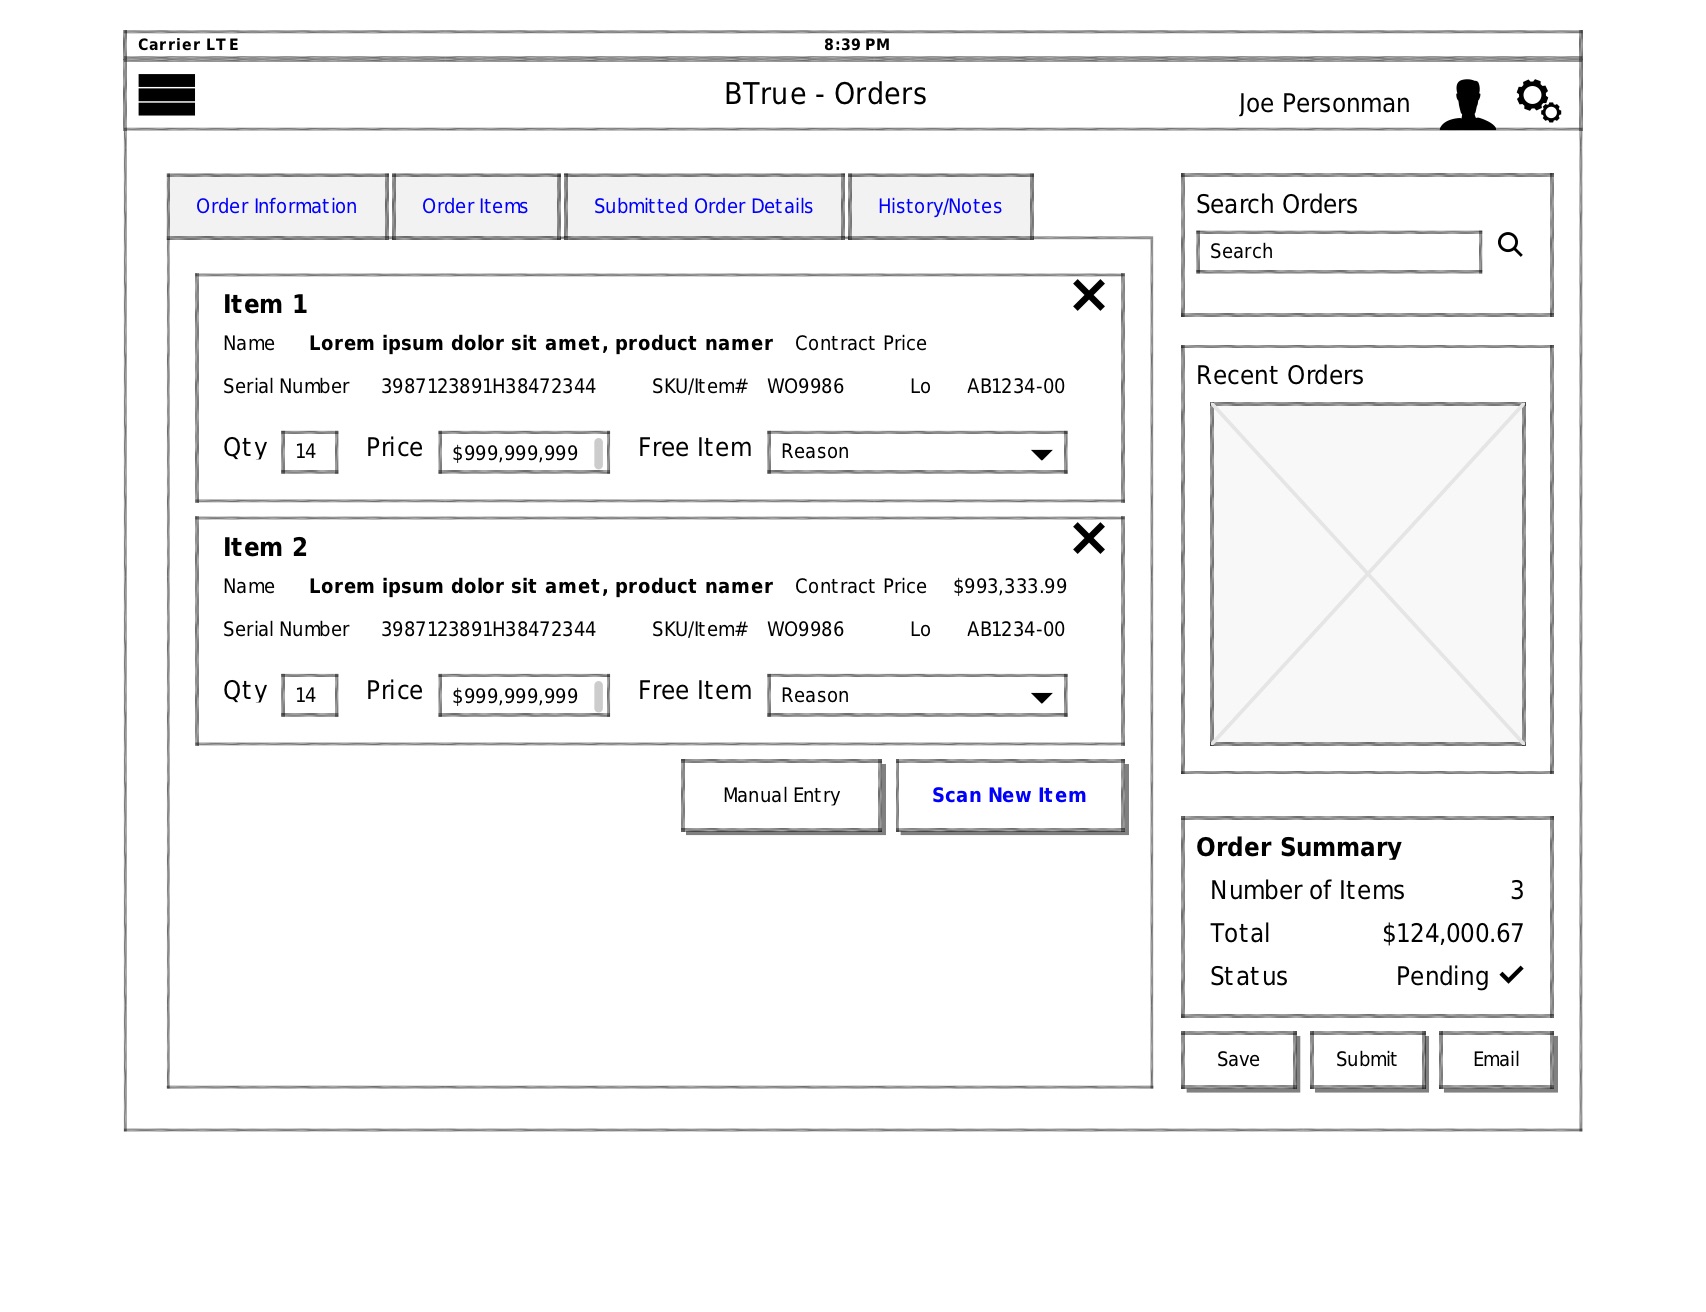 Carrier LTE 8:39 PM
BTrue - Orders Joe Personman
Order Information Order Items Submitted Order Details History/Notes
Item 1
Name Lorem ipsum dolor sit amet, product namer Contract Price
Serial Number 3987123891H38472344 SKU/Item# WO9986 Lo AB1234-00
Qty 14 Price $999,999,999 Free Item Reason
Item 2
Name Lorem ipsum dolor sit amet, product namer Contract Price $993,333.99
Serial Number 3987123891H38472344 SKU/Item# WO9986 Lo AB1234-00
Qty 14 Price $999,999,999 Free Item Reason
Manual Entry Scan New Item
Search Orders
Search
Recent Orders
Order Summary
Number of Items 3
Total $124,000.67
Status Pending
Save Submit Email